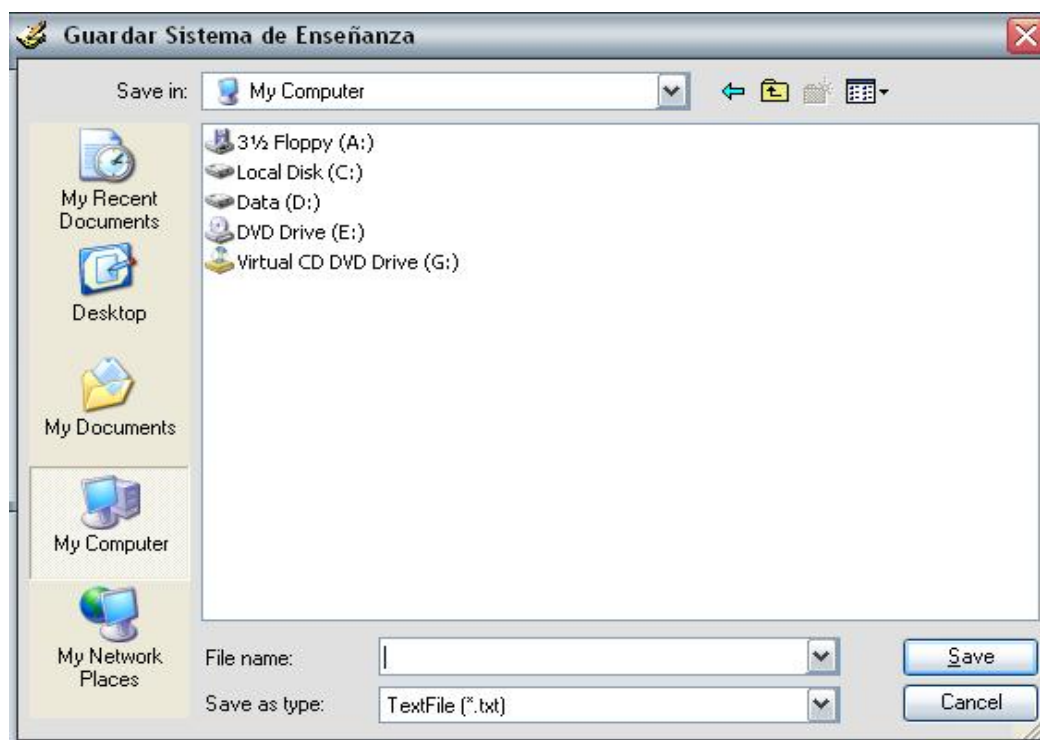 Guardar Sistema de Enseñanza
Save in:
My Computer
My Recent
Documents
Desktop
My Documents
My Computer
My Network
Places
3½ Floppy (A:)
Local Disk (C:)
Data (D:)
DVD Drive (E:)
Virtual CD DVD Drive (G:)
File name:
Save
Save as type:
TextFile (*.txt)
Cancel